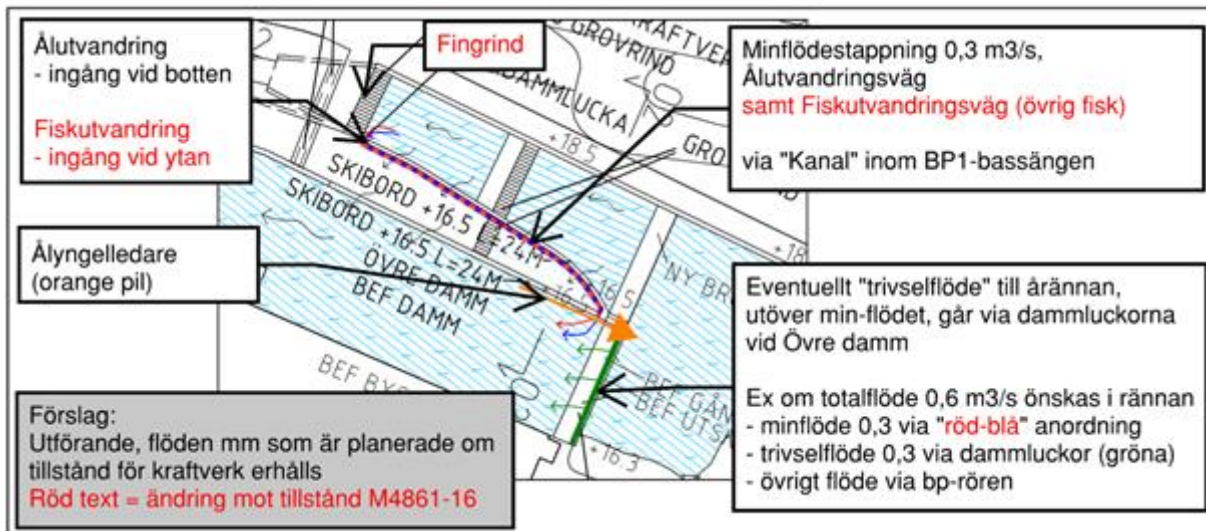 Ålutvandring
- ingång vid botten
Fiskutvandring
- ingång vid ytan
Fingrind
Minflödestappning 0,3 m3/s,
Ålutvandringsväg
samt Fiskutvandringsväg (övrig fisk)
via "Kanal" inom BP1-bassängen
GROVRIND
DAMMLUCKA
+18.5
SKIBORD +16.5 L=24M
SKIBORD +16.5 L=24M
ÖVRE DAMM
BEF DAMM
Ålyngelledare
(orange pil)
Eventuellt "trivselflöde" till årännan,
utöver min-flödet, går via dammluckorna
vid Övre damm
Ex om totalflöde 0,6 m3/s önskas i rännan
- minflöde 0,3 via "röd-blå" anordning
- trivselflöde 0,3 via dammluckor (gröna)
- övrigt flöde via bp-rören
+16.3
Förslag:
Utförande, flöden mm som är planerade om
tillstånd för kraftverk erhålls
Röd text = ändring mot tillstånd M4861-16